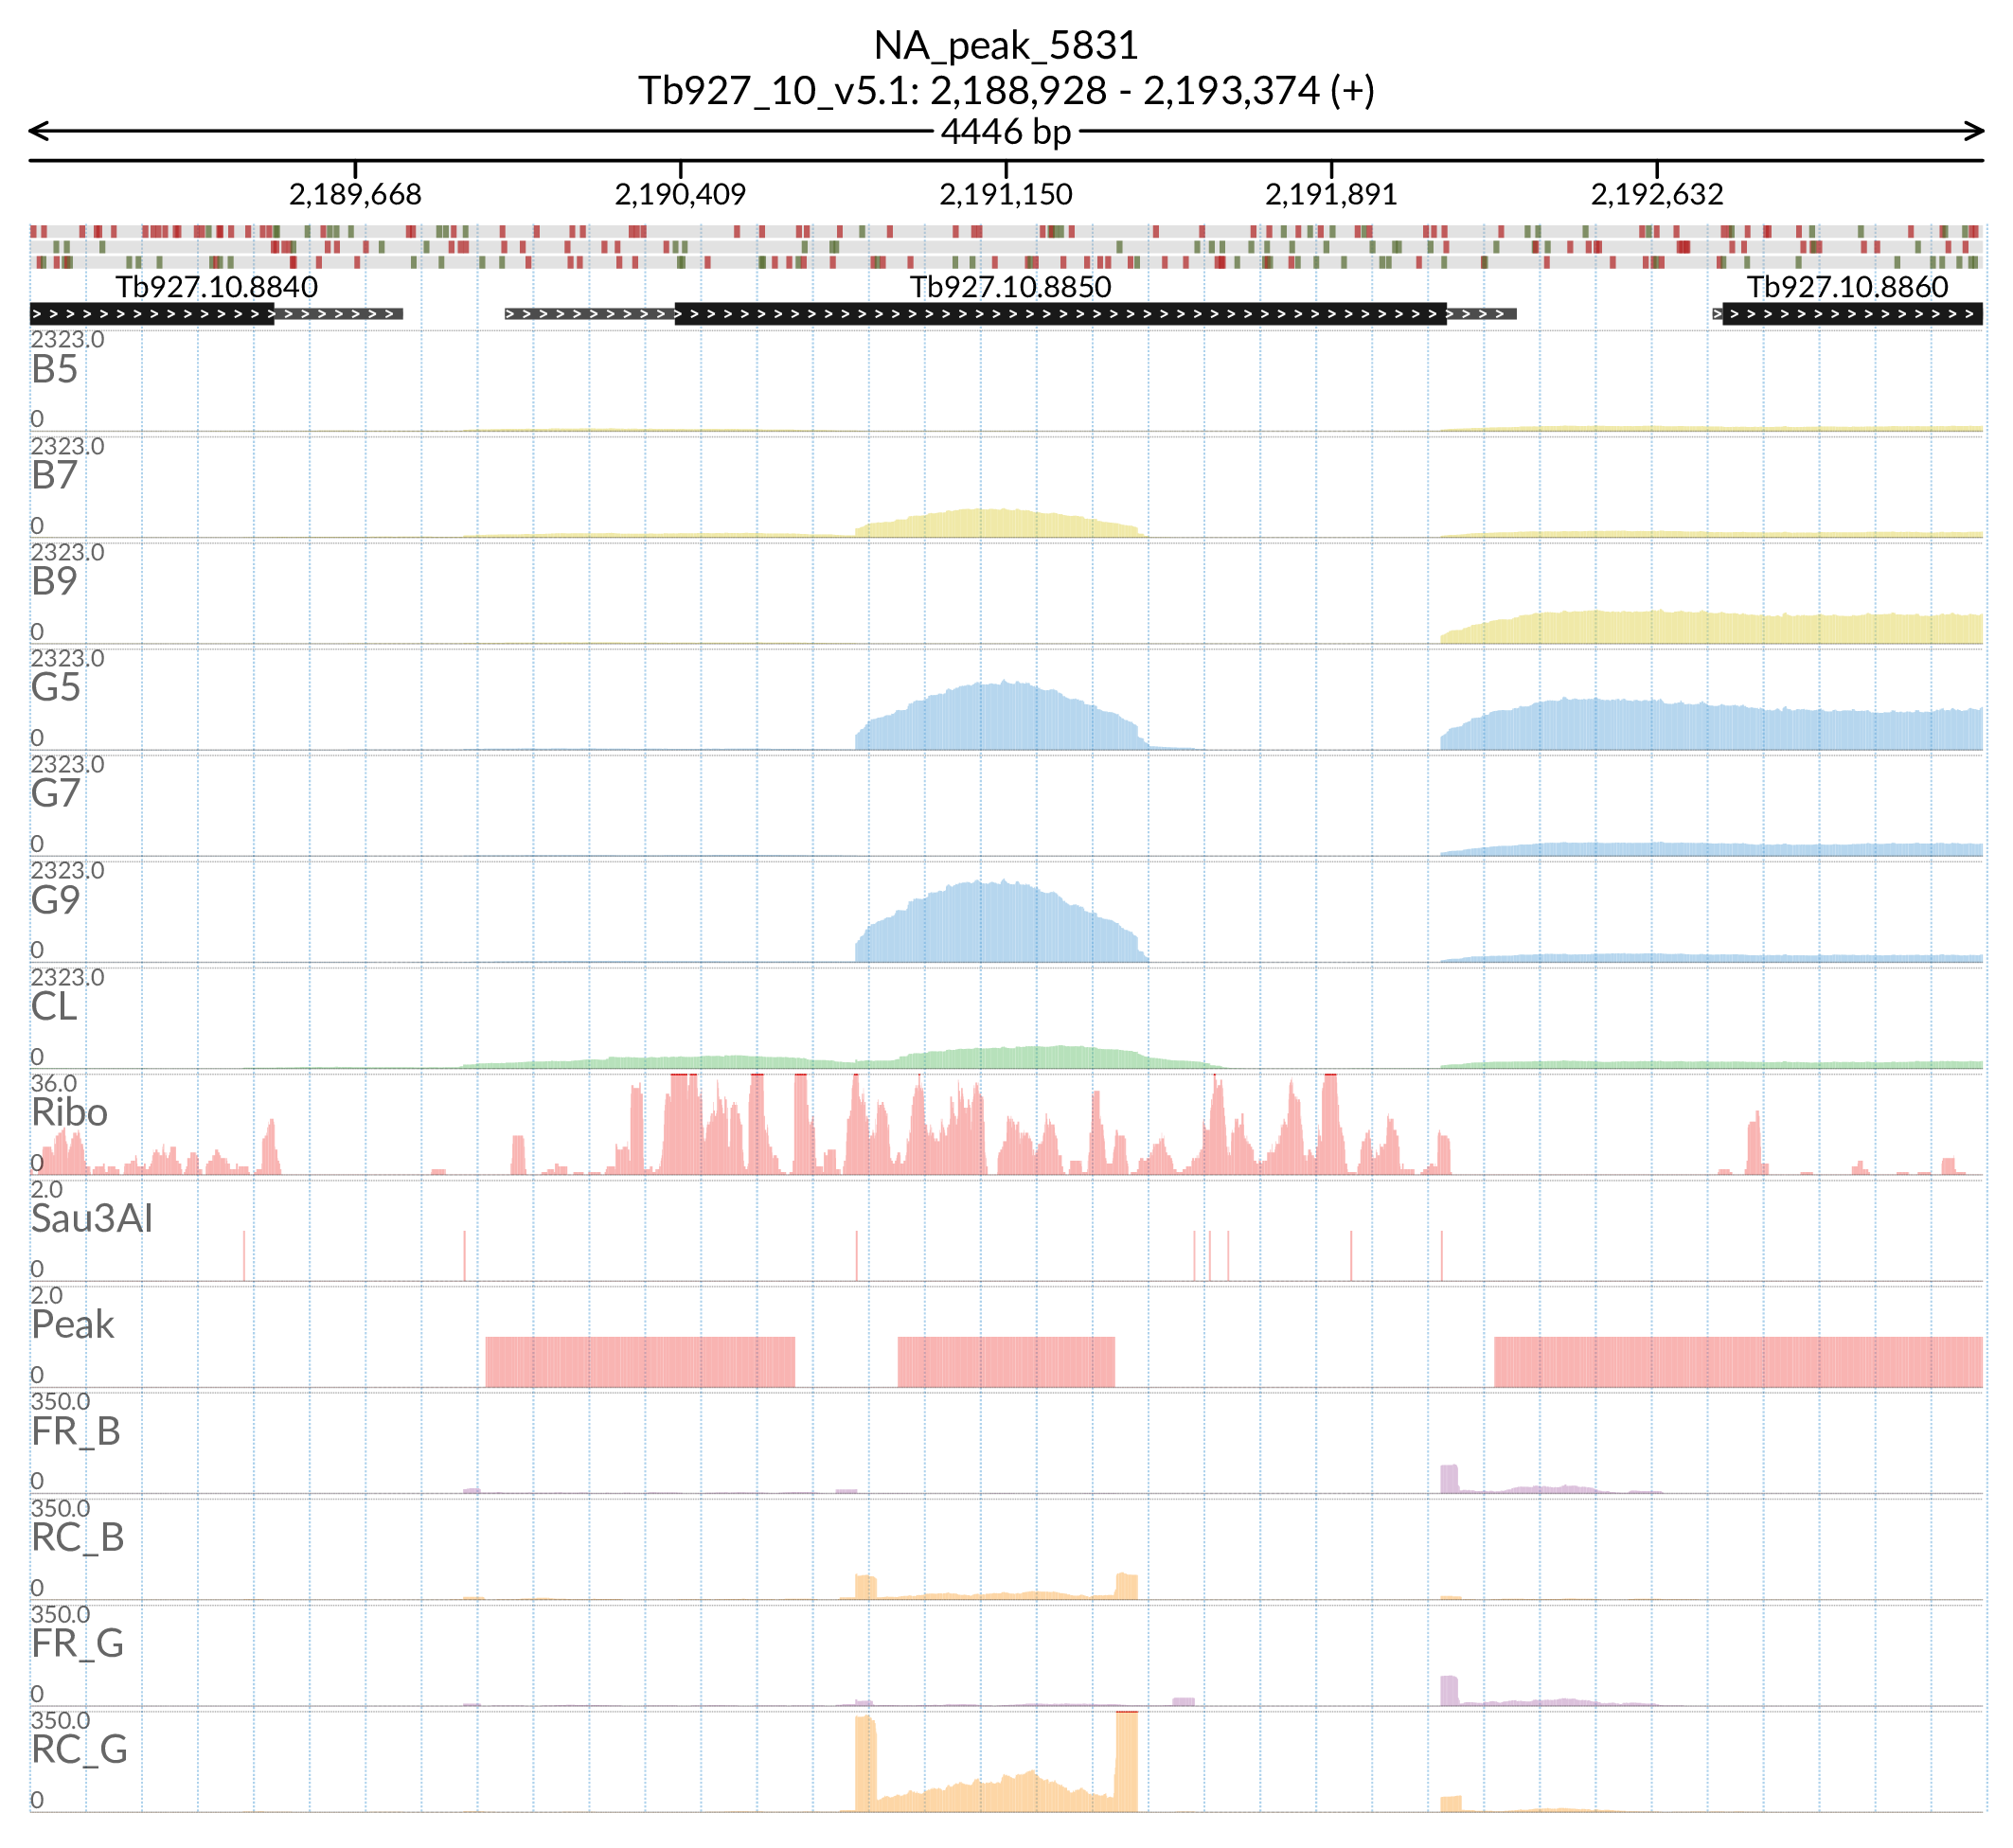 NA_peak_5831
Tb927_10_v5.1: 2,188,928 - 2,193,374 (+)
4446 bp
2,189,668 2,190,409 2,191,150 2,191,891 2,192,632
Tb927.10.8840 Tb927.10.8850 Tb927.10.8860
2323.0
B5
0
2323.0
B7
0
2323.0
B9
0
2323.0
G5
0
2323.0
G7
0
2323.0
G9
0
2323.0
CL
0
36.0
Ribo
0
2.0
Sau3AI
0
2.0
Peak
0
350.0
FR_B
0
350.0
RC_B
0
350.0
FR_G
0
350.0
RC_G
0